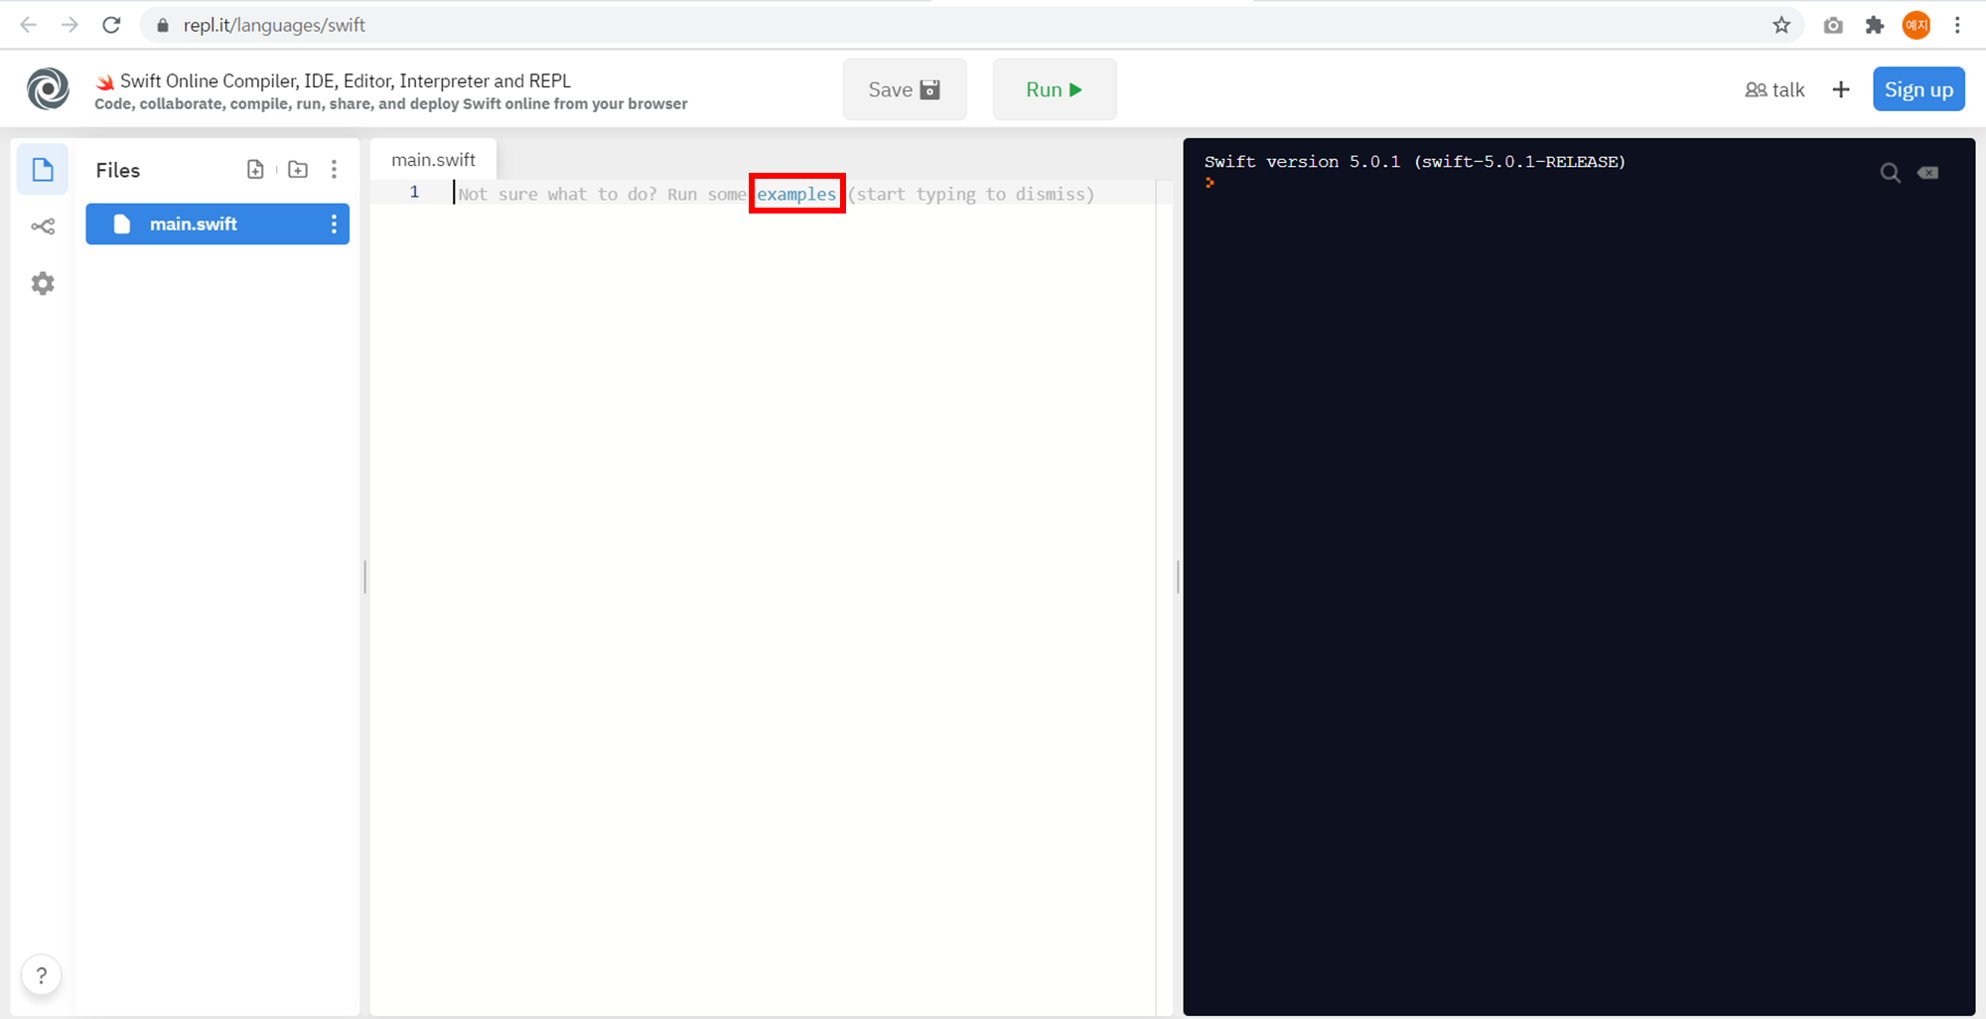 repl.it/languages/swift
예지
Swift Online Compiler, IDE, Editor, Interpreter and REPL
Code, collaborate, compile, run, share, and deploy Swift online from your browser
Save
Run
talk
Sign up
Files
main.swift
main.swift
1 Not sure what to do? Run some examples (start typing to dismiss)
Swift version 5.0.1 (swift-5.0.1-RELEASE)
>
?